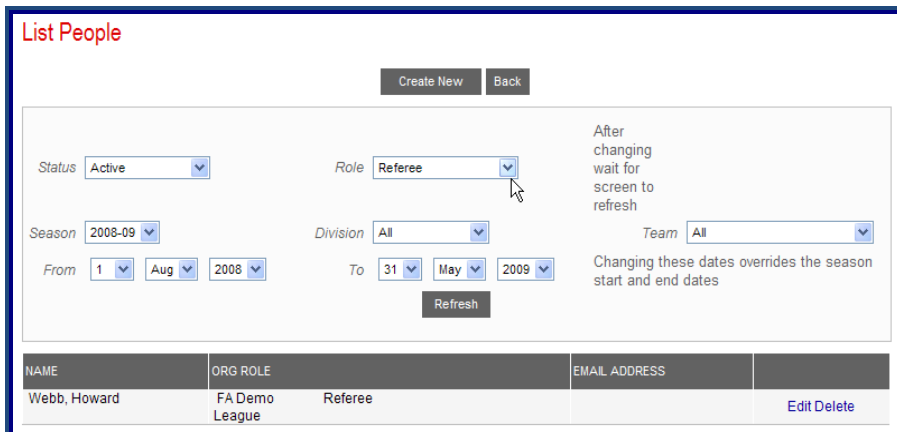 List People
Create New Back
After
changing
wait for
screen to
refresh
Status Active Role Referee
Season 2008-09 Division All Team All
From 1 Aug 2008 To 31 May 2009 Changing these dates overrides the season
start and end dates
Refresh
NAME ORG ROLE EMAIL ADDRESS
Webb, Howard FA Demo Referee
League
Edit Delete